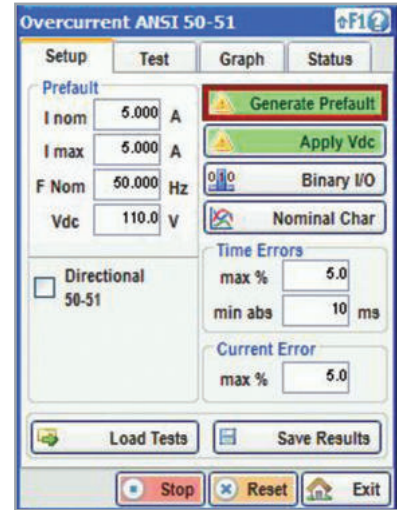 Overcurrent ANSI 50-51
F1 ?
Setup Test Graph Status
Prefault
I nom 5.000 A
I max 5.000 A
F Nom 50.000 Hz
Vdc 110.0 V
Generate Prefault
Apply Vdc
010 Binary I/O
Nominal Char
Directional
50-51
Time Errors
max % 5.0
min abs 10 ms
Current Error
max % 5.0
Load Tests Save Results
Stop Reset Exit